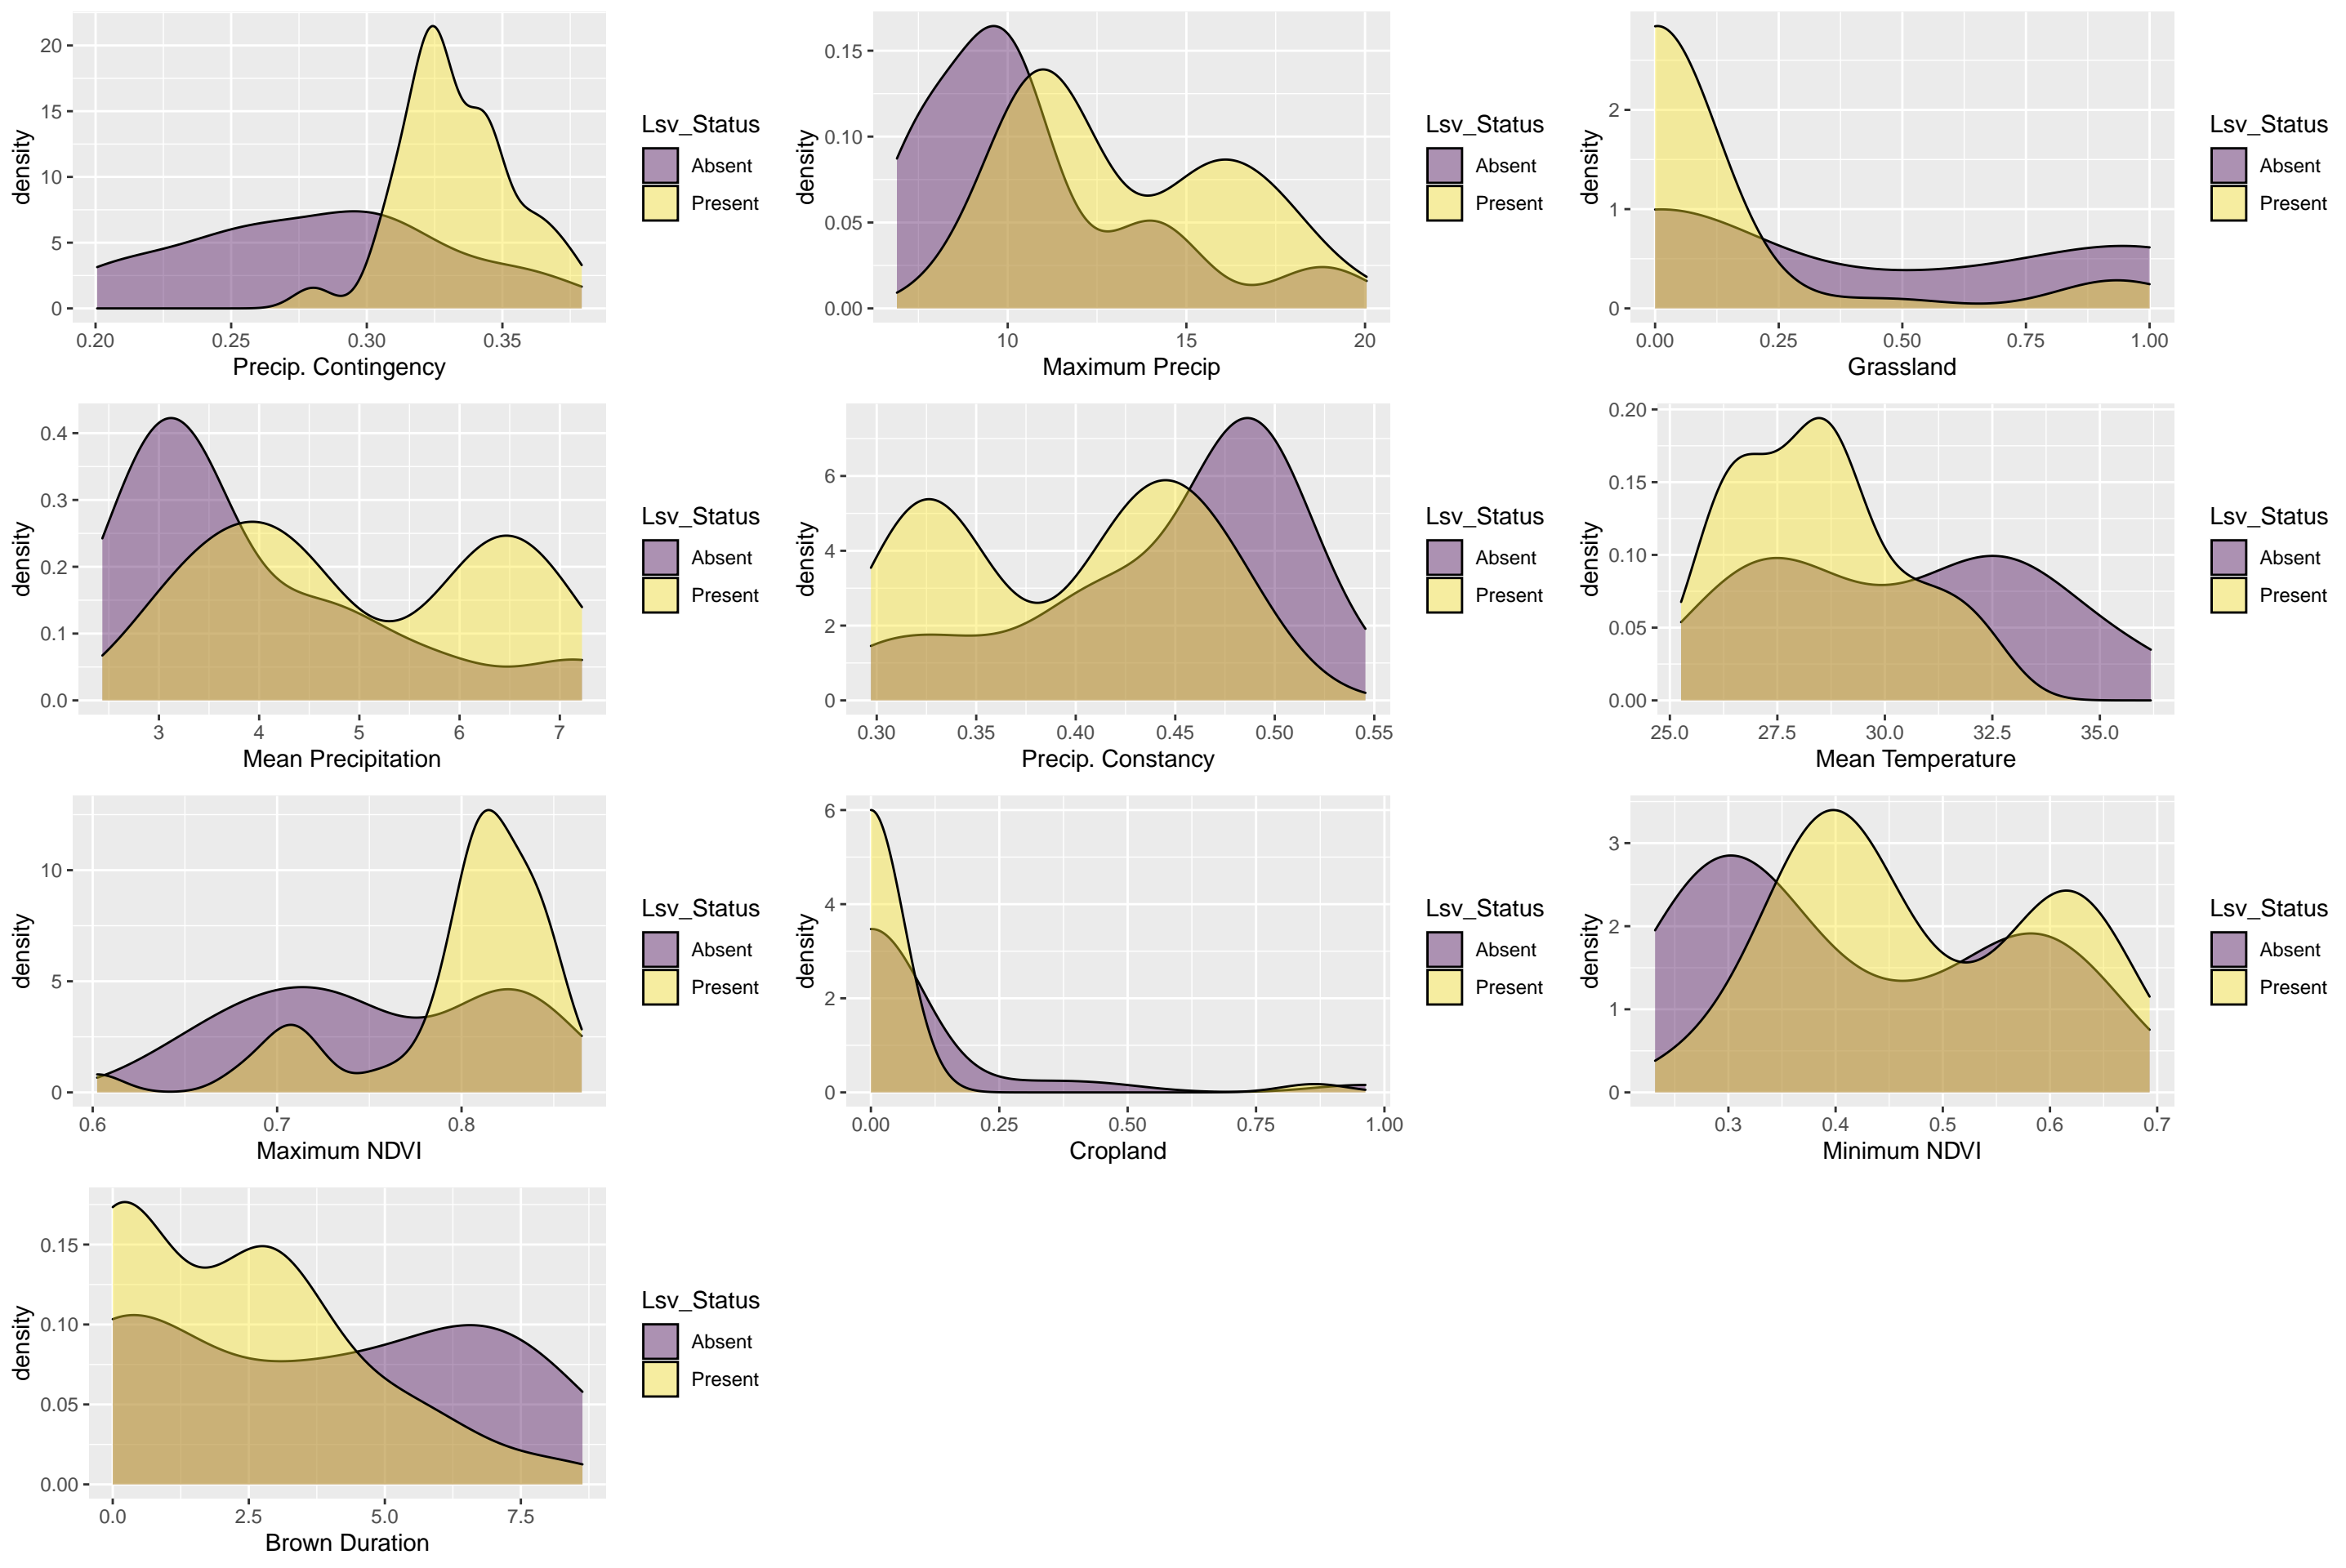 density
20
15
10
5
0
0.20 0.25 0.30 0.35
Precip. Contingency
Lsv_Status
Absent
Present
density
0.15
0.10
0.05
0.00
10 15 20
Maximum Precip
Lsv_Status
Absent
Present
density
2
1
0
0.00 0.25 0.50 0.75 1.00
Grassland
Lsv_Status
Absent
Present
density
0.4
0.3
0.2
0.1
0.0
3 4 5 6 7
Mean Precipitation
Lsv_Status
Absent
Present
density
6
4
2
0
0.30 0.35 0.40 0.45 0.50 0.55
Precip. Constancy
Lsv_Status
Absent
Present
density
0.20
0.15
0.10
0.05
0.00
25.0 27.5 30.0 32.5 35.0
Mean Temperature
Lsv_Status
Absent
Present
density
10
5
0
0.6 0.7 0.8
Maximum NDVI
Lsv_Status
Absent
Present
density
6
4
2
0
0.00 0.25 0.50 0.75 1.00
Cropland
Lsv_Status
Absent
Present
density
3
2
1
0
0.3 0.4 0.5 0.6 0.7
Minimum NDVI
Lsv_Status
Absent
Present
density
0.15
0.10
0.05
0.00
0.0 2.5 5.0 7.5
Brown Duration
Lsv_Status
Absent
Present